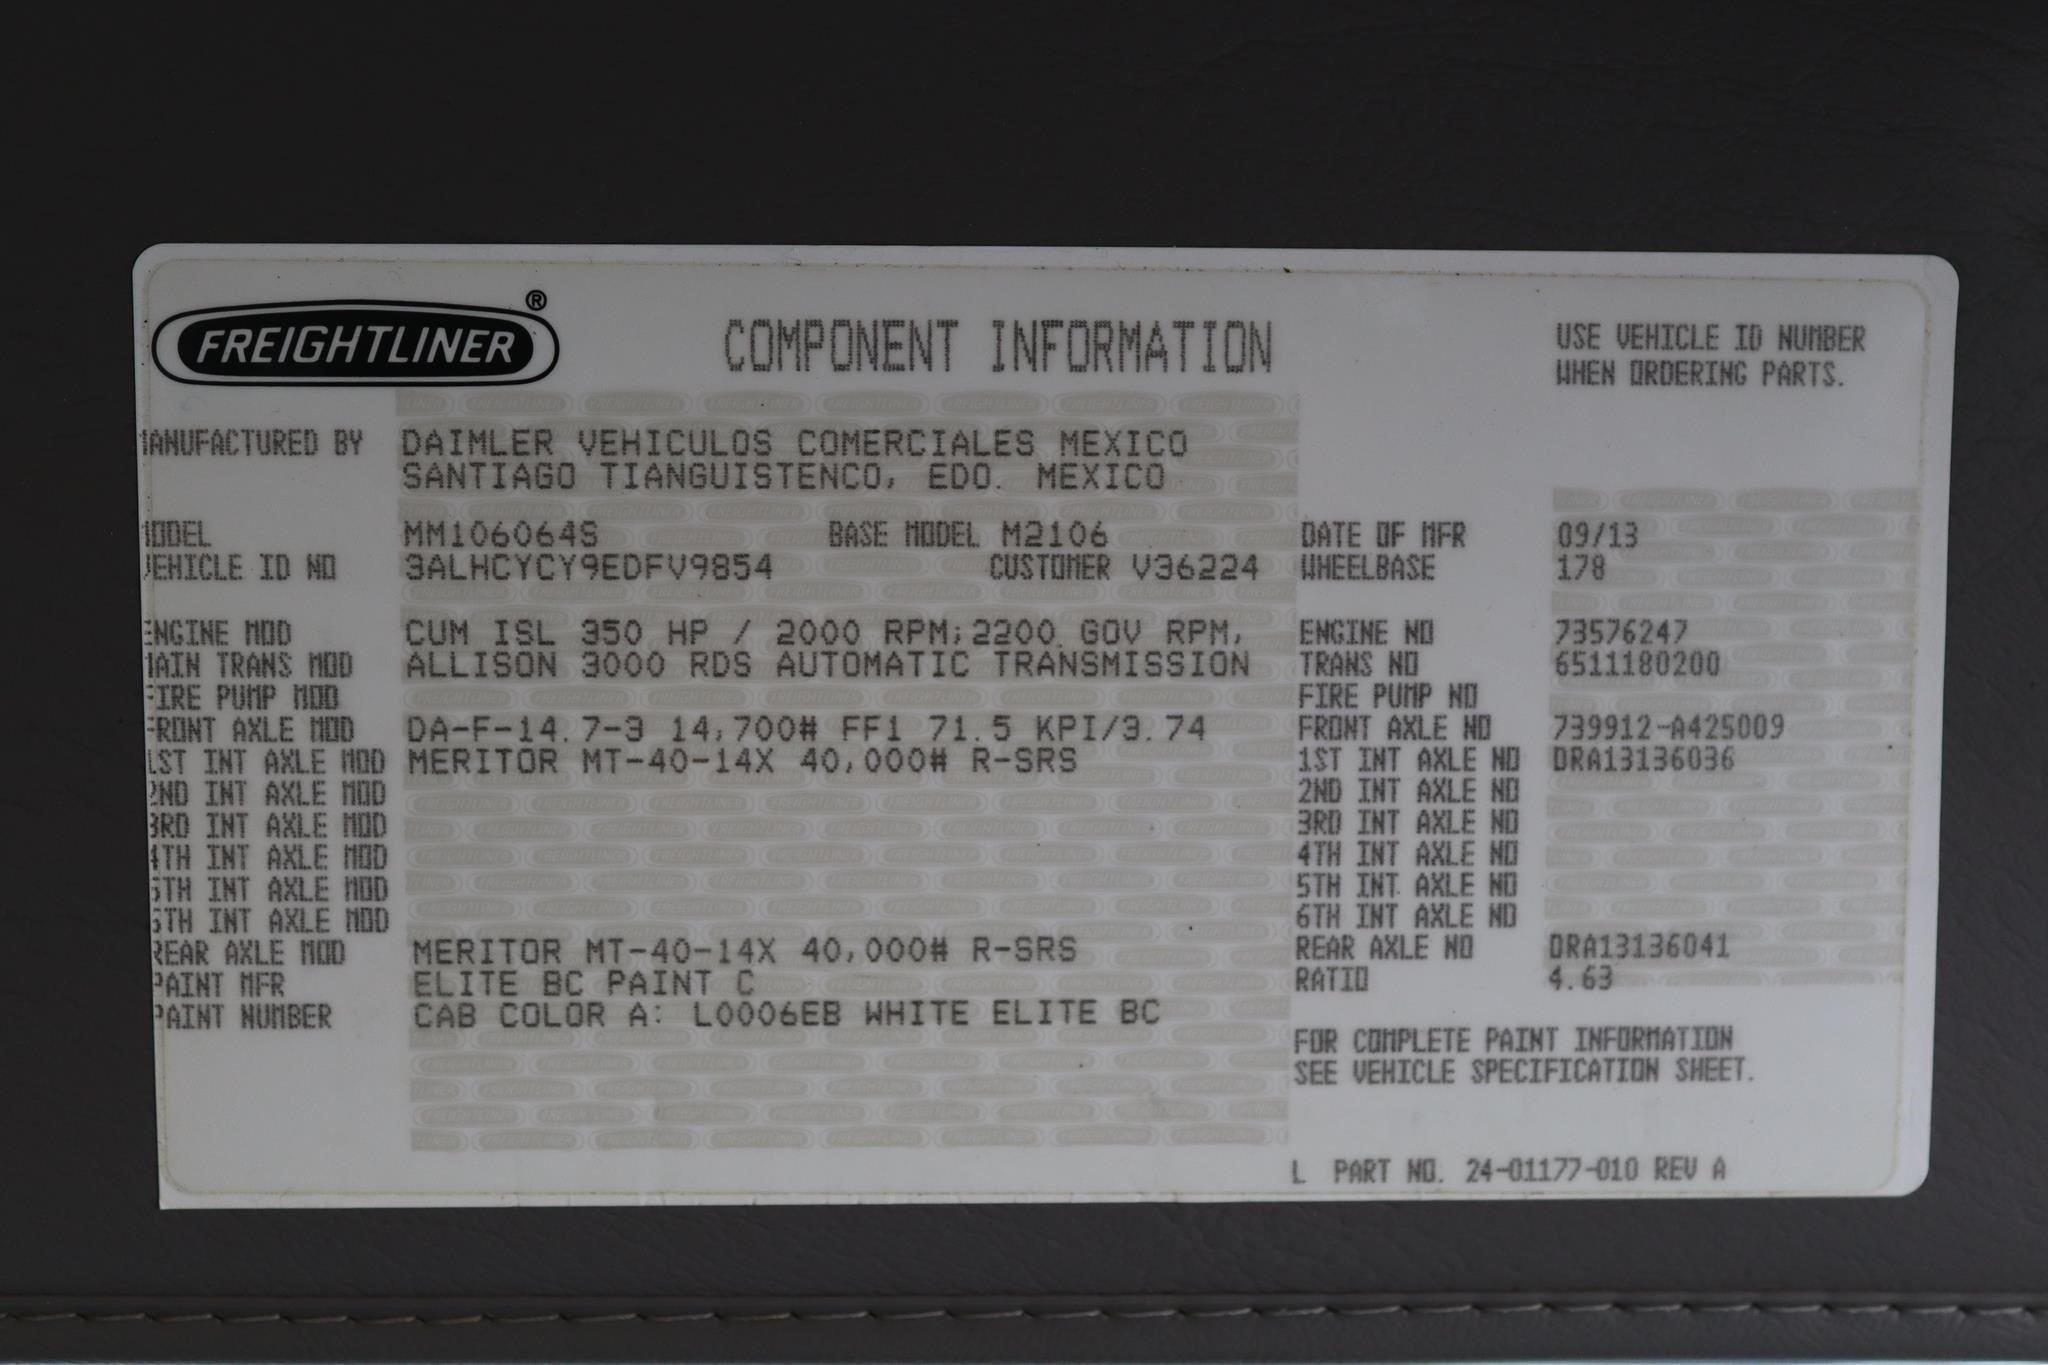 FREIGHTLINER®
COMPONENT INFORMATION
USE VEHICLE ID NUMBER
WHEN ORDERING PARTS.
MANUFACTURED BY DAIMLER VEHICULOS COMERCIALES MEXICO
SANTIAGO TIANGUISTENCO, EDO. MEXICO
MODEL MM106064S BASE MODEL M2106 DATE OF MFR 09/13
VEHICLE ID NO 3ALHCYCY9EDFV9854 CUSTOMER V36224 WHEELBASE 178
ENGINE MOD CUM ISL 350 HP / 2000 RPM;2200 GOV RPM, ENGINE NO 73576247
MAIN TRANS MOD ALLISON 3000 RDS AUTOMATIC TRANSMISSION TRANS NO 6511180200
FIRE PUMP MOD FIRE PUMP NO
FRONT AXLE MOD DA-F-14.7-3 14,700# FF1 71.5 KPI/3.74 FRONT AXLE NO 739912-A425009
1ST INT AXLE MOD MERITOR MT-40-14X 40,000# R-SRS 1ST INT AXLE NO DRA13136036
2ND INT AXLE MOD 2ND INT AXLE NO
3RD INT AXLE MOD 3RD INT AXLE NO
4TH INT AXLE MOD 4TH INT AXLE NO
5TH INT AXLE MOD 5TH INT AXLE NO
6TH INT AXLE MOD 6TH INT AXLE NO
REAR AXLE MOD MERITOR MT-40-14X 40,000# R-SRS REAR AXLE NO DRA13136041
PAINT MFR ELITE BC PAINT C RATIO 4.63
PAINT NUMBER CAB COLOR A: L0006EB WHITE ELITE BC
FOR COMPLETE PAINT INFORMATION
SEE VEHICLE SPECIFICATION SHEET.
L PART NO. 24-01177-010 REV A